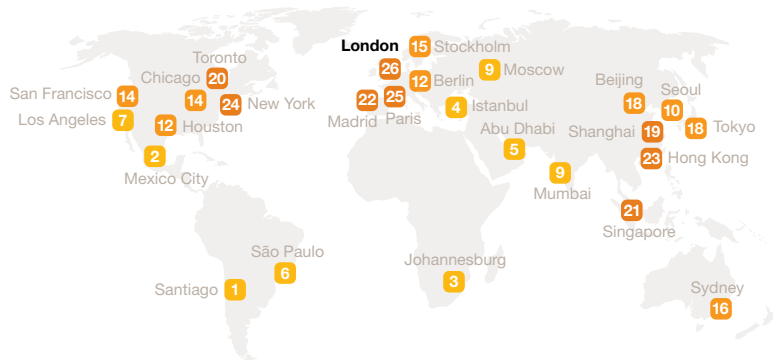 Toronto
London
15
Stockholm
Chicago
20
26
9
Moscow
San Francisco
14
14
24
New York
12
Berlin
Beijing
Seoul
Los Angeles
7
12
Houston
22
25
Madrid
Paris
4
Istanbul
18
10
Abu Dhabi
Shanghai
19
18
Tokyo
2
Mexico City
5
9
Mumbai
23
Hong Kong
21
Singapore
São Paulo
6
Johannesburg
3
Santiago
1
Sydney
16